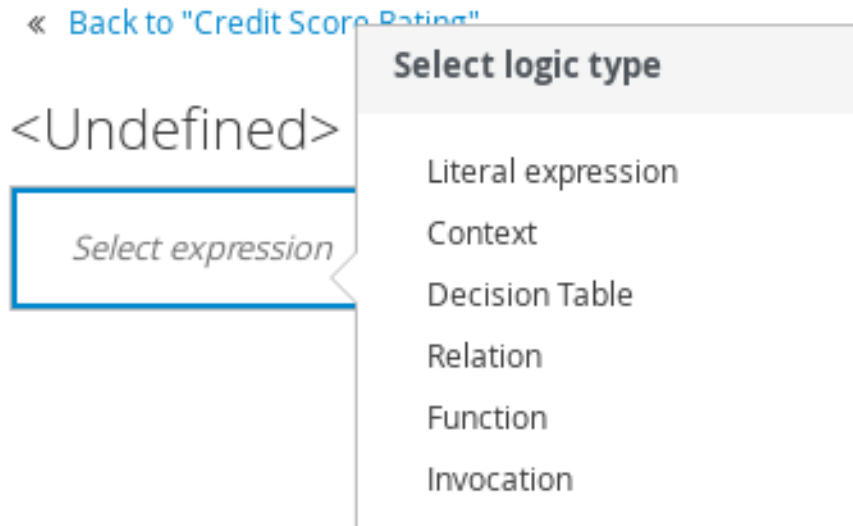 « Back to "Credit Score Rating"
Select logic type
<Undefined>
Select expression
Literal expression
Context
Decision Table
Relation
Function
Invocation